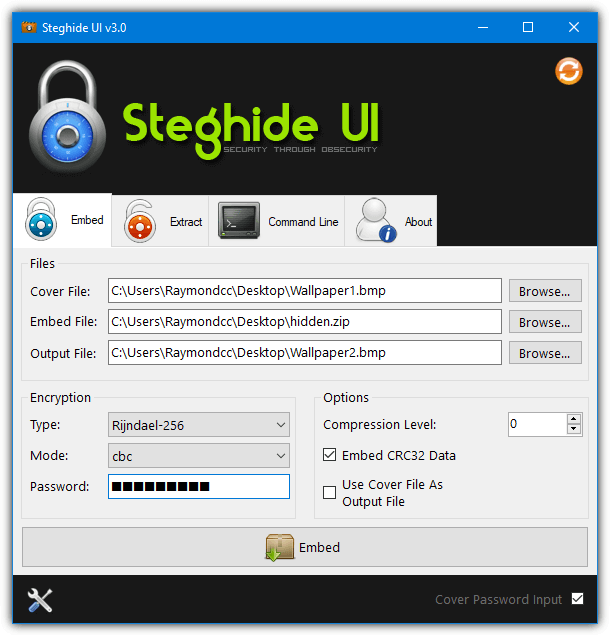 Steghide UI v3.0
Steghide UI
SECURITY THROUGH OBSECURITY
Embed
Extract
Command Line
About
Files
Cover File: C:\Users\Raymondcc\Desktop\Wallpaper1.bmp Browse...
Embed File: C:\Users\Raymondcc\Desktop\hidden.zip Browse...
Output File: C:\Users\Raymondcc\Desktop\Wallpaper2.bmp Browse...
Encryption
Type: Rijndael-256
Mode: cbc
Password: ■■■■■■■■■
Options
Compression Level: 0
Embed CRC32 Data
Use Cover File As
Output File
Embed
Cover Password Input